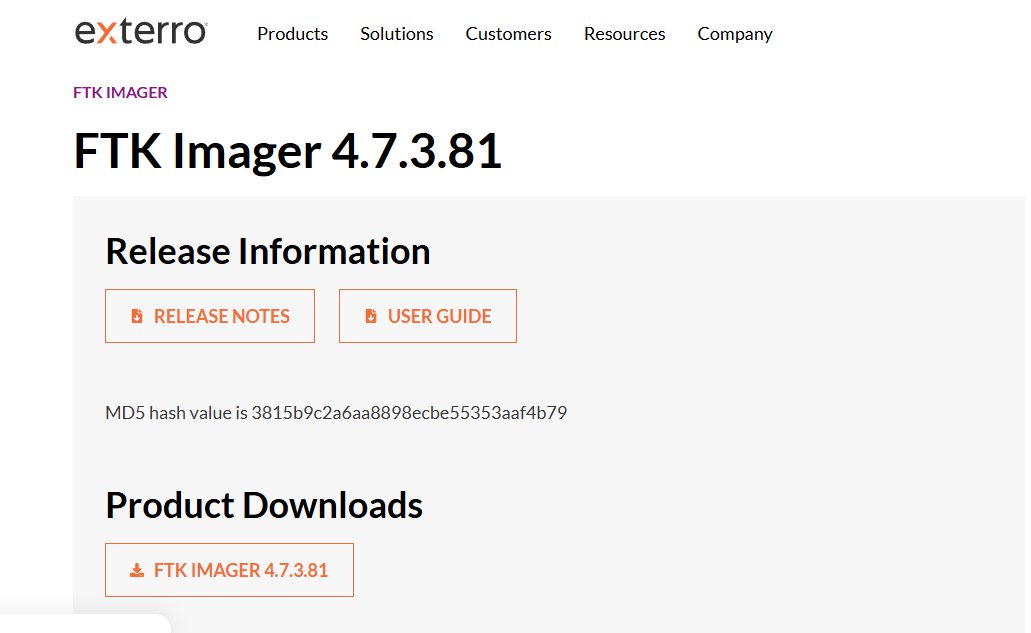 exterro
Products Solutions Customers Resources Company
FTK IMAGER
FTK Imager 4.7.3.81
Release Information
RELEASE NOTES USER GUIDE
MD5 hash value is 3815b9c2a6aa8898ecbe55353aaf4b79
Product Downloads
FTK IMAGER 4.7.3.81